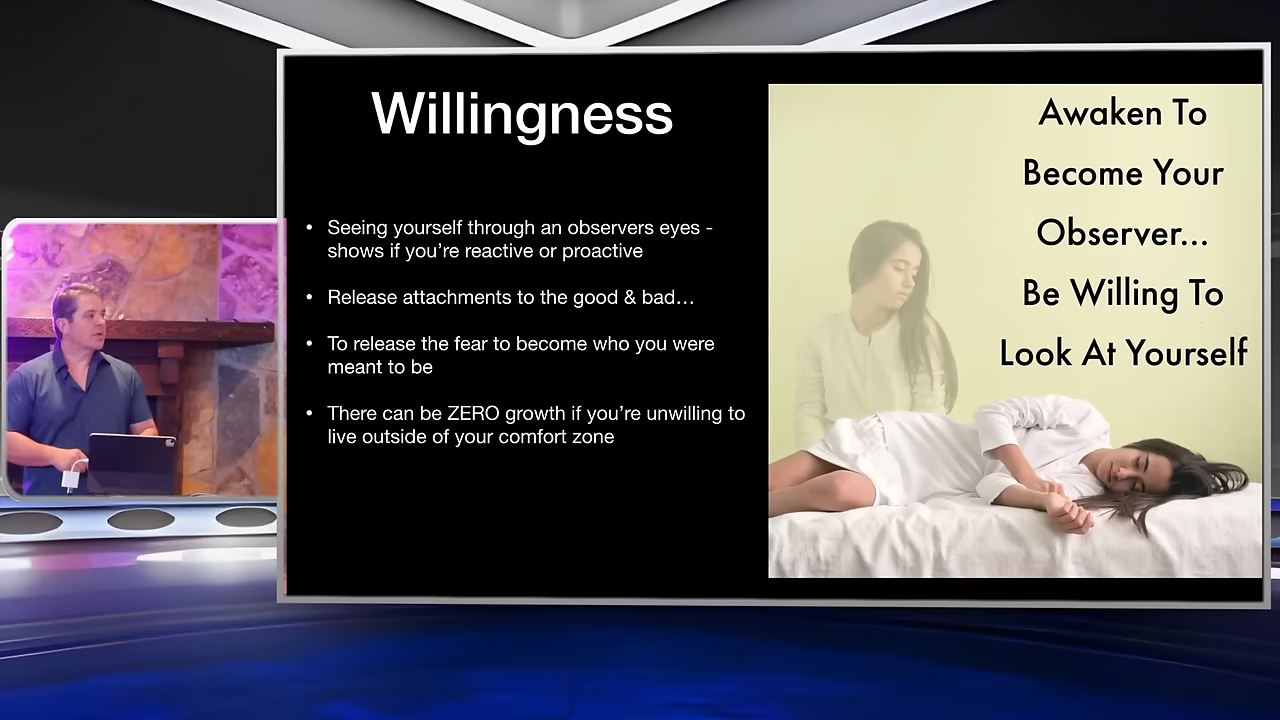 Willingness
• Seeing yourself through an observers eyes -
shows if you're reactive or proactive
• Release attachments to the good & bad...
• To release the fear to become who you were
meant to be
• There can be ZERO growth if you're unwilling to
live outside of your comfort zone
Awaken To
Become Your
Observer...
Be Willing To
Look At Yourself